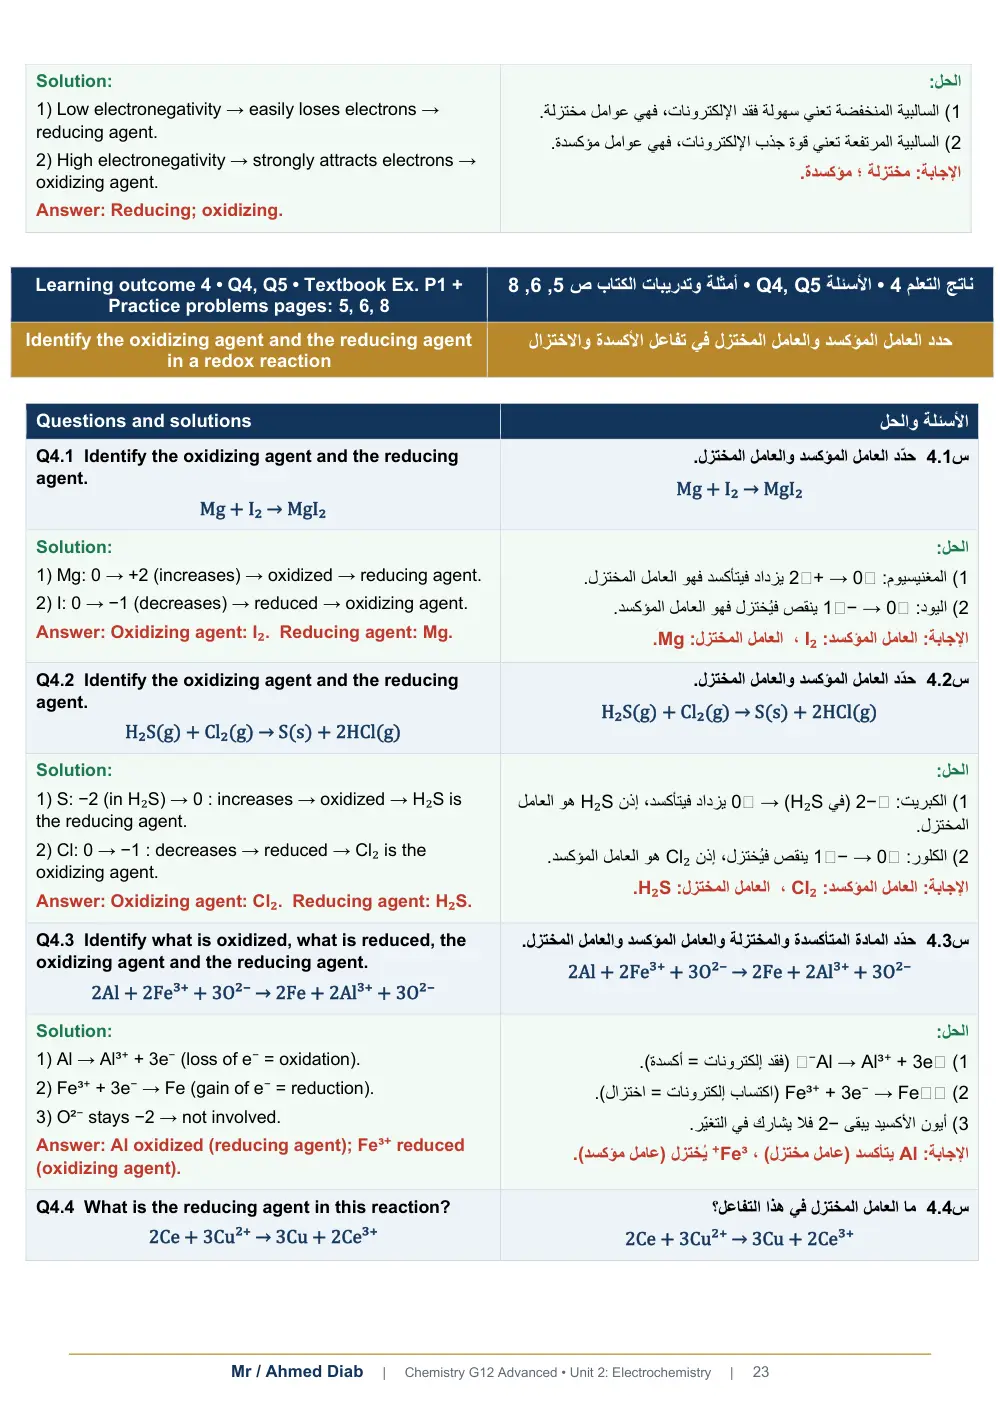 Solution:
1) Low electronegativity → easily loses electrons →
reducing agent.
2) High electronegativity → strongly attracts electrons →
oxidizing agent.
Answer: Reducing; oxidizing.
الحل:
1) السالبية المنخفضة تعني سهولة فقد الإلكترونات، فهي عوامل مختزلة.
2) السالبية المرتفعة تعني قوة جذب الإلكترونات، فهي عوامل مؤكسدة.
الإجابة: مختزلة ؛ مؤكسدة.
Learning outcome 4 • Q4, Q5 • Textbook Ex. P1 +
Practice problems pages: 5, 6, 8
ناتج التعلم 4 • الأسئلة Q4, Q5 • أمثلة وتدريبات الكتاب ص 5, 6, 8
Identify the oxidizing agent and the reducing agent
in a redox reaction
حدد العامل المؤكسد والعامل المختزل في تفاعل الأكسدة والاختزال
Questions and solutions
الأسئلة والحل
Q4.1 Identify the oxidizing agent and the reducing
agent.
Mg + I₂ → MgI₂
س4.1 حدّد العامل المؤكسد والعامل المختزل.
Mg + I₂ → MgI₂
Solution:
1) Mg: 0 → +2 (increases) → oxidized → reducing agent.
2) I: 0 → −1 (decreases) → reduced → oxidizing agent.
Answer: Oxidizing agent: I₂. Reducing agent: Mg.
الحل:
1) المغنيسيوم: □0 → +□2 يزداد فيتأكسد فهو العامل المختزل.
2) اليود: □0 → −□1 ينقص فيُختزل فهو العامل المؤكسد.
الإجابة: العامل المؤكسد: I₂ ، العامل المختزل: Mg.
Q4.2 Identify the oxidizing agent and the reducing
agent.
H₂S(g) + Cl₂(g) → S(s) + 2HCl(g)
س4.2 حدّد العامل المؤكسد والعامل المختزل.
H₂S(g) + Cl₂(g) → S(s) + 2HCl(g)
Solution:
1) S: −2 (in H₂S) → 0 : increases → oxidized → H₂S is
the reducing agent.
2) Cl: 0 → −1 : decreases → reduced → Cl₂ is the
oxidizing agent.
Answer: Oxidizing agent: Cl₂. Reducing agent: H₂S.
الحل:
1) الكبريت: □−2 (في H₂S) → □0 يزداد فيتأكسد، إذن H₂S هو العامل
المختزل.
2) الكلور: □0 → −□1 ينقص فيُختزل، إذن Cl₂ هو العامل المؤكسد.
الإجابة: العامل المؤكسد: Cl₂ ، العامل المختزل: H₂S.
Q4.3 Identify what is oxidized, what is reduced, the
oxidizing agent and the reducing agent.
2Al + 2Fe³⁺ + 3O²⁻ → 2Fe + 2Al³⁺ + 3O²⁻
س4.3 حدّد المادة المتأكسدة والمختزلة والعامل المؤكسد والعامل المختزل.
2Al + 2Fe³⁺ + 3O²⁻ → 2Fe + 2Al³⁺ + 3O²⁻
Solution:
1) Al → Al³⁺ + 3e⁻ (loss of e⁻ = oxidation).
2) Fe³⁺ + 3e⁻ → Fe (gain of e⁻ = reduction).
3) O²⁻ stays −2 → not involved.
Answer: Al oxidized (reducing agent); Fe³⁺ reduced
(oxidizing agent).
الحل:
1) □⁻Al → Al³⁺ + 3e□ (فقد إلكترونات = أكسدة).
2) Fe³⁺ + 3e⁻ → Fe□□ (اكتساب إلكترونات = اختزال).
3) أيون الأكسيد يبقى −2 فلا يشارك في التغيّر.
الإجابة: Al يتأكسد (عامل مختزل) ، Fe³⁺ يُختزل (عامل مؤكسد).
Q4.4 What is the reducing agent in this reaction?
2Ce + 3Cu²⁺ → 3Cu + 2Ce³⁺
س4.4 ما العامل المختزل في هذا التفاعل؟
2Ce + 3Cu²⁺ → 3Cu + 2Ce³⁺
Mr / Ahmed Diab | Chemistry G12 Advanced • Unit 2: Electrochemistry | 23